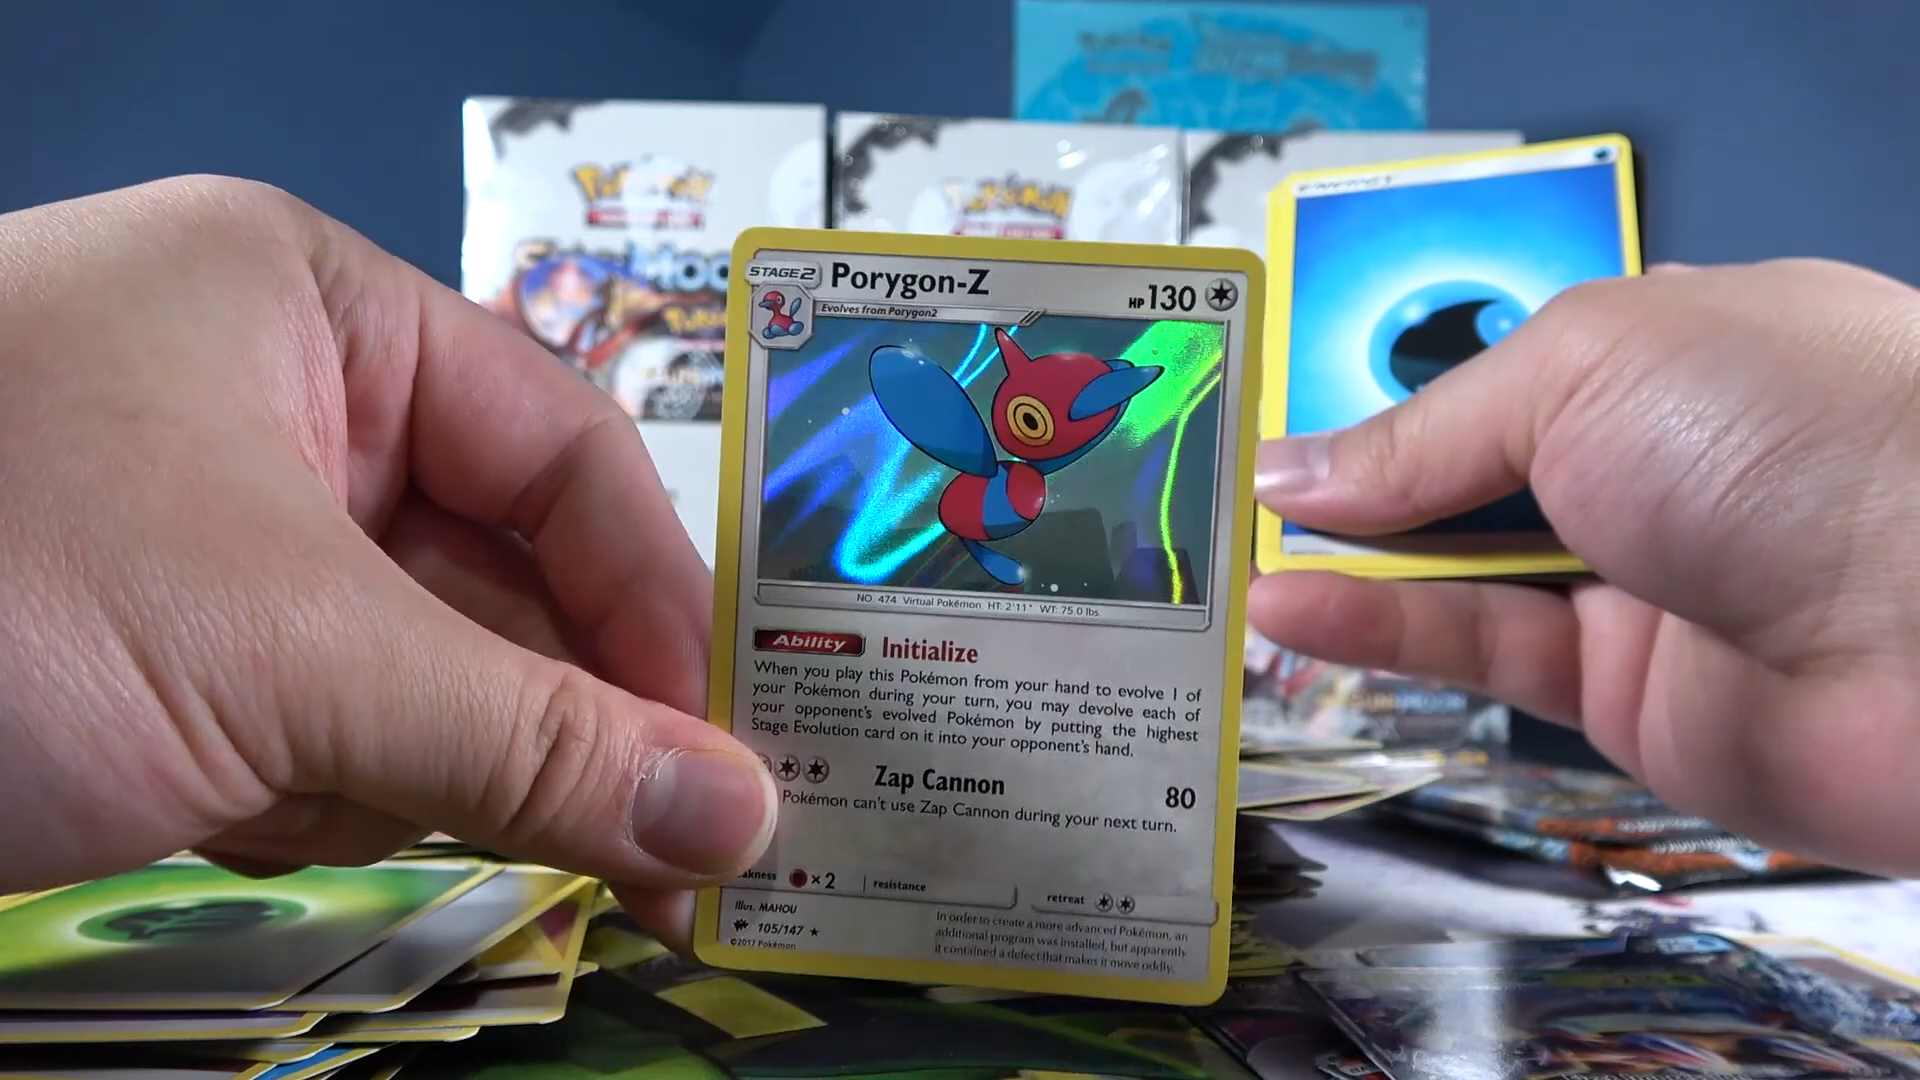 Pokémon
Pokémon
STAGE2
Porygon-Z
HP 130
Evolves from Porygon2
NO. 474 Virtual Pokémon HT: 2'11" WT: 75.0 lbs.
Ability Initialize
When you play this Pokémon from your hand to evolve 1 of
your Pokémon during your turn, you may devolve each of
your opponent's evolved Pokémon by putting the highest
Stage Evolution card on it into your opponent's hand.
Zap Cannon 80
Pokémon can't use Zap Cannon during your next turn.
akness ×2 resistance
retreat
Illus. MAHOU
105/147 ★
©2017 Pokémon
In order to create a more advanced Pokémon, an
additional program was installed, but apparently
it contained a defect that makes it move oddly.